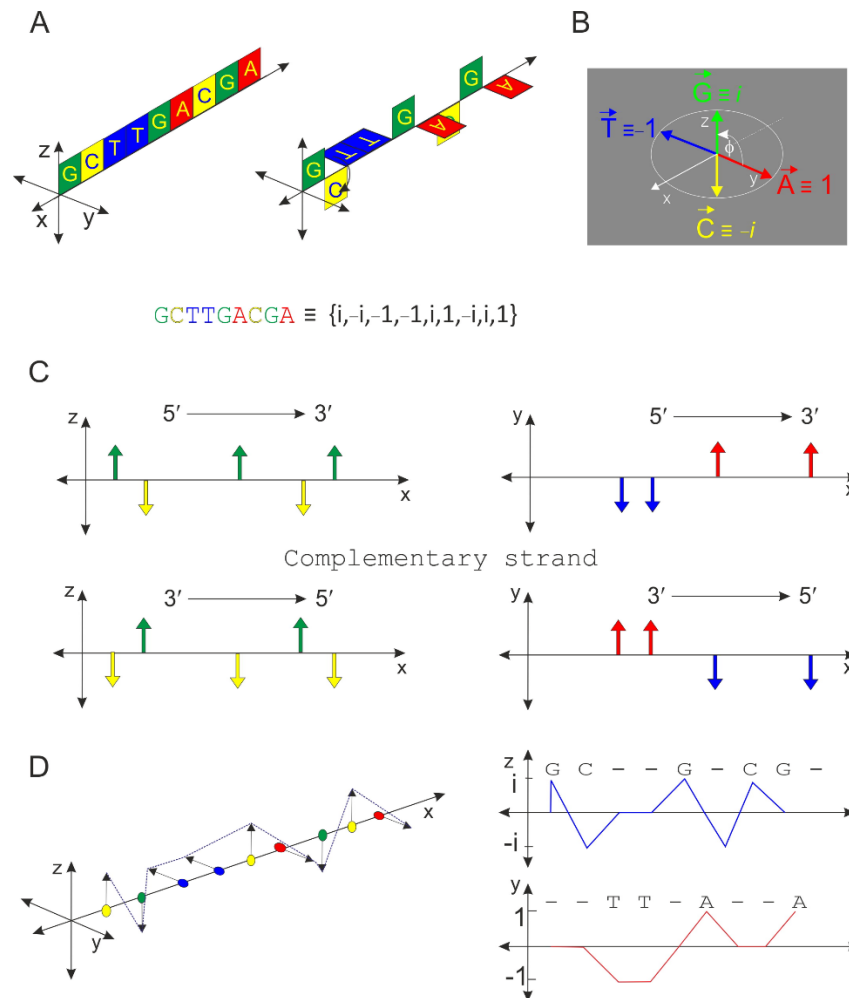 A
B
G C T T G A C G A
z
x
y
G C T T G A C G A
G ≡ i
T ≡ -1
z
ϕ
y
x
A ≡ 1
C ≡ -i
GCTTGACGA ≡ {i,-i,-1,-1,i,1,-i,i,1}
C
z
5′ 3′
x
y
5′ 3′
x
Complementary strand
z
3′ 5′
x
y
3′ 5′
x
D
z
y
x
z
G C - - G - C G -
i
-i
y
- - T T - A - - A
1
-1